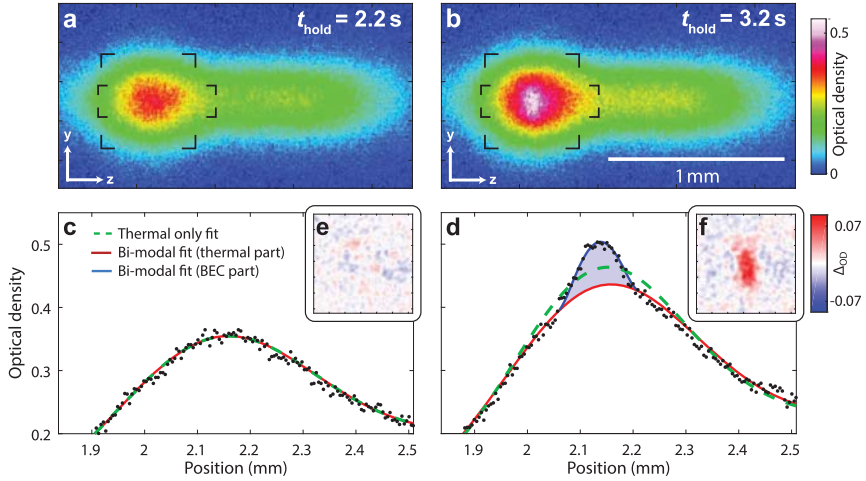 a
t_hold = 2.2 s
y
z
b
t_hold = 3.2 s
y
z
1 mm
0.5
0
Optical density
c
Thermal only fit
Bi-modal fit (thermal part)
Bi-modal fit (BEC part)
e
0.5
0.4
0.3
0.2
Optical density
1.9 2 2.1 2.2 2.3 2.4 2.5
Position (mm)
d
f
1.9 2 2.1 2.2 2.3 2.4 2.5
Position (mm)
0.07
-0.07
Δ_OD